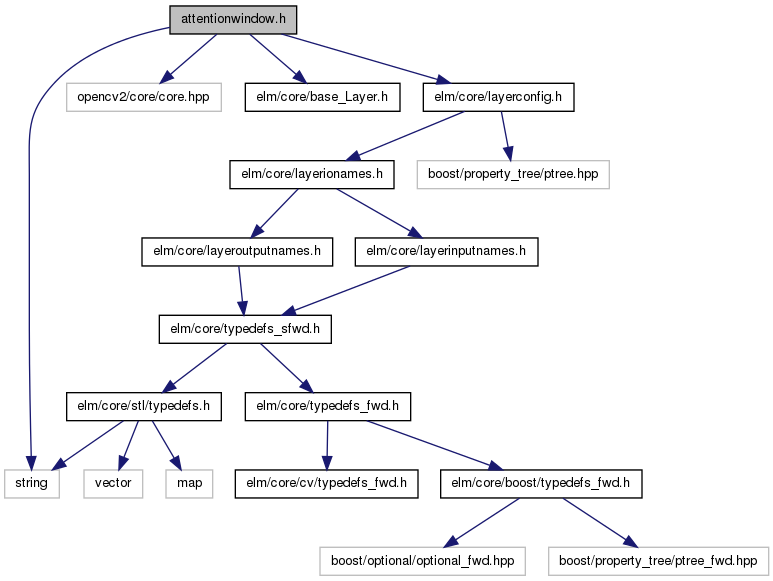 attentionwindow.h
opencv2/core/core.hpp
elm/core/base_Layer.h
elm/core/layerconfig.h
elm/core/layerionames.h
boost/property_tree/ptree.hpp
elm/core/layeroutputnames.h
elm/core/layerinputnames.h
elm/core/typedefs_sfwd.h
elm/core/stl/typedefs.h
elm/core/typedefs_fwd.h
string
vector
map
elm/core/cv/typedefs_fwd.h
elm/core/boost/typedefs_fwd.h
boost/optional/optional_fwd.hpp
boost/property_tree/ptree_fwd.hpp